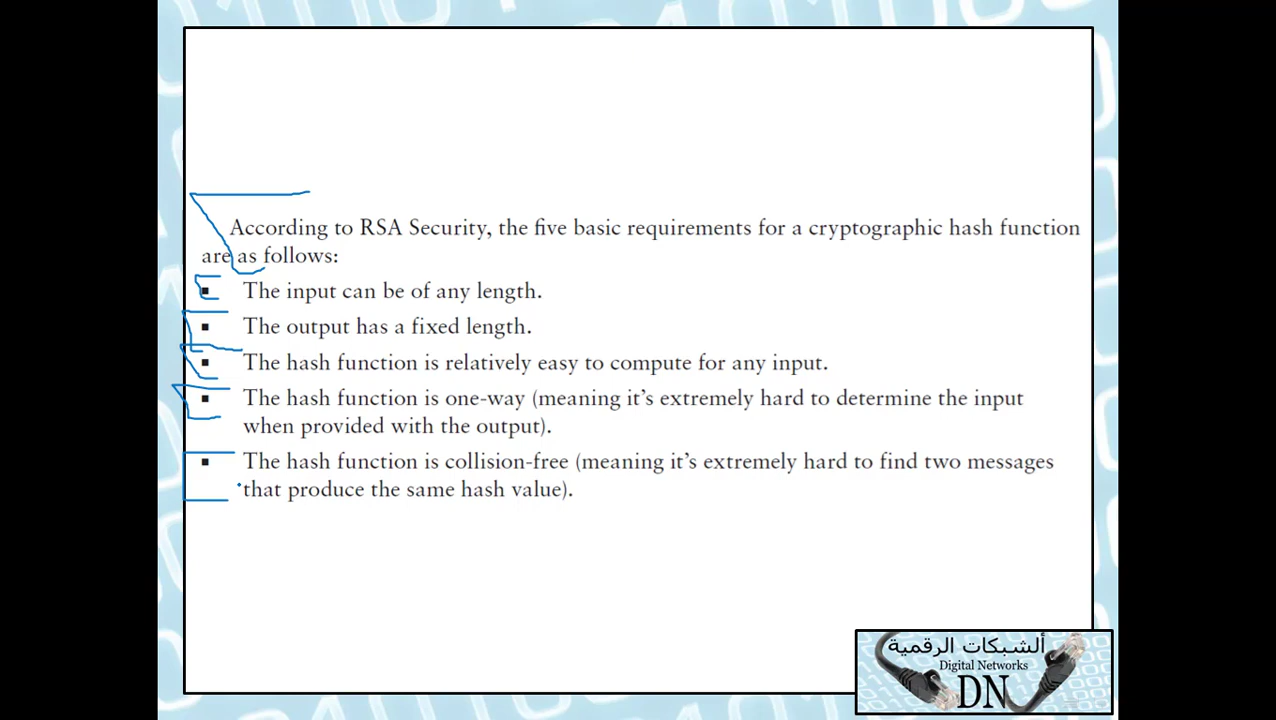 According to RSA Security, the five basic requirements for a cryptographic hash function
are as follows:
▪ The input can be of any length.
▪ The output has a fixed length.
▪ The hash function is relatively easy to compute for any input.
▪ The hash function is one-way (meaning it's extremely hard to determine the input
when provided with the output).
▪ The hash function is collision-free (meaning it's extremely hard to find two messages
that produce the same hash value).
ألشبكات الرقمية
Digital Networks
DN